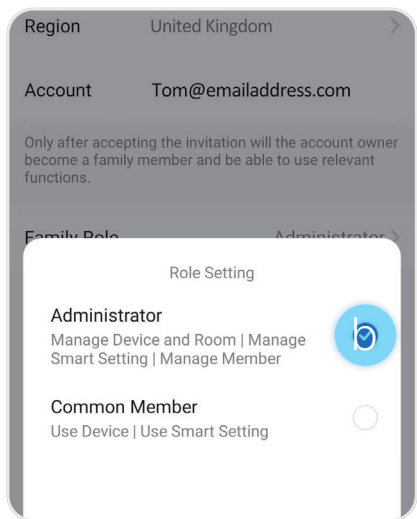 Region United Kingdom >
Account Tom@emailaddress.com
Only after accepting the invitation will the account owner
become a family member and be able to use relevant
functions.
Family Role Administrator >
Role Setting
Administrator
Manage Device and Room | Manage
Smart Setting | Manage Member
b
Common Member
Use Device | Use Smart Setting